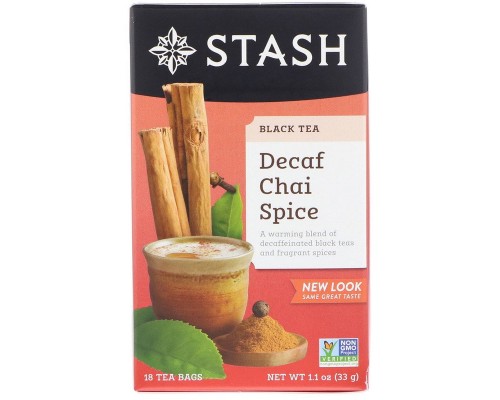 STASH
BLACK TEA
Decaf
Chai
Spice
A warming blend of
decaffeinated black teas
and fragrant spices
NEW LOOK
SAME GREAT TASTE
NON
GMO
Project
VERIFIED
18 TEA BAGS
NET WT 1.1 oz (33 g)